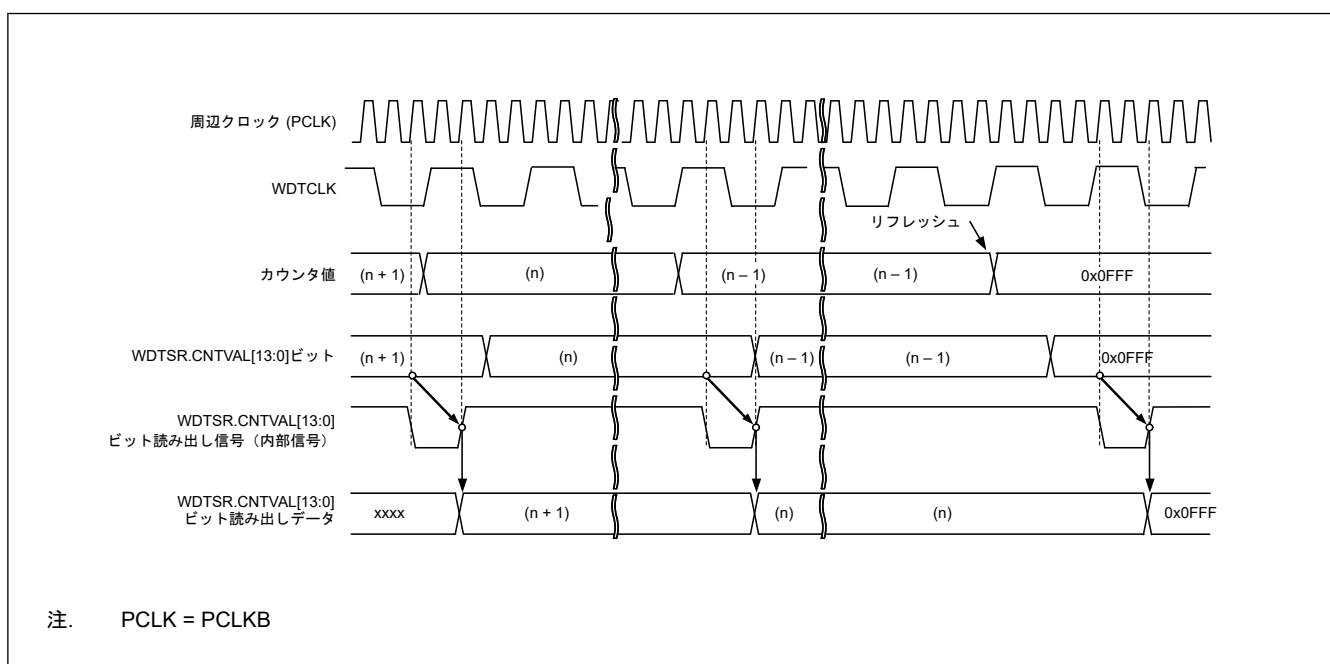 周辺クロック (PCLK)
WDTCLK
リフレッシュ
カウンタ値 (n + 1) (n) (n – 1) (n – 1) 0x0FFF
WDTSR.CNTVAL[13:0]ビット (n + 1) (n) (n – 1) (n – 1) 0x0FFF
WDTSR.CNTVAL[13:0]
ビット読み出し信号（内部信号）
WDTSR.CNTVAL[13:0]
ビット読み出しデータ xxxx (n + 1) (n) (n) 0x0FFF
注. PCLK = PCLKB